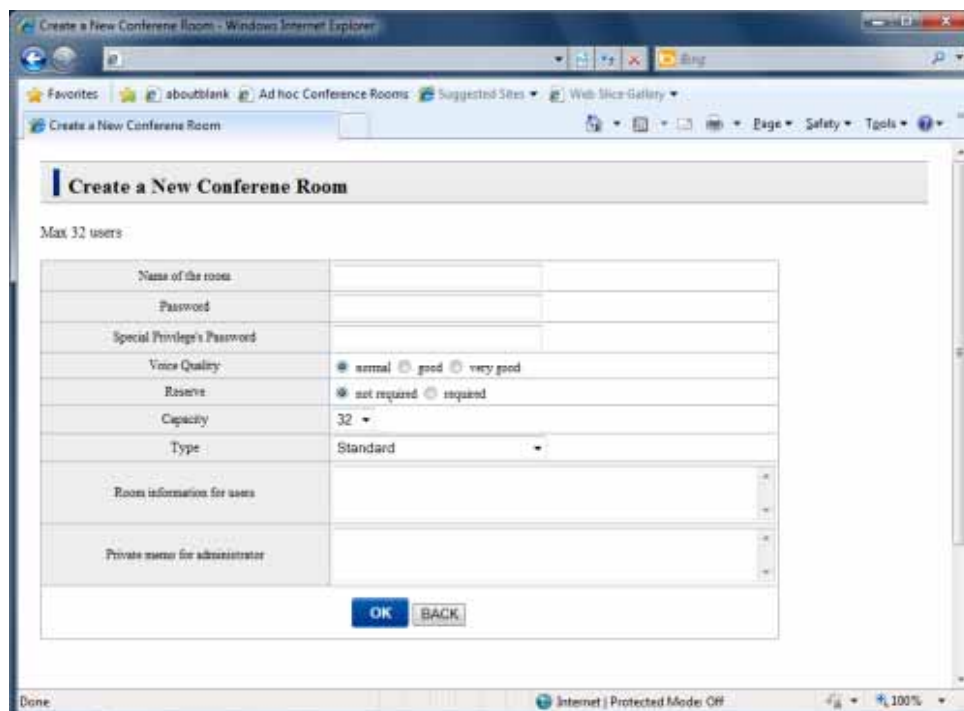 Create a New Conferene Room - Windows Internet Explorer
Bing
Favorites aboutblank Ad hoc Conference Rooms Suggested Sites Web Slice Gallery
Create a New Conferene Room Page Safety Tools
Create a New Conferene Room
Max 32 users
Name of the room
Password
Special Privilege's Password
Voice Quality normal good very good
Reserve not required required
Capacity 32
Type Standard
Room information for users
Private memo for administrator
OK BACK
Done Internet | Protected Mode: Off 100%